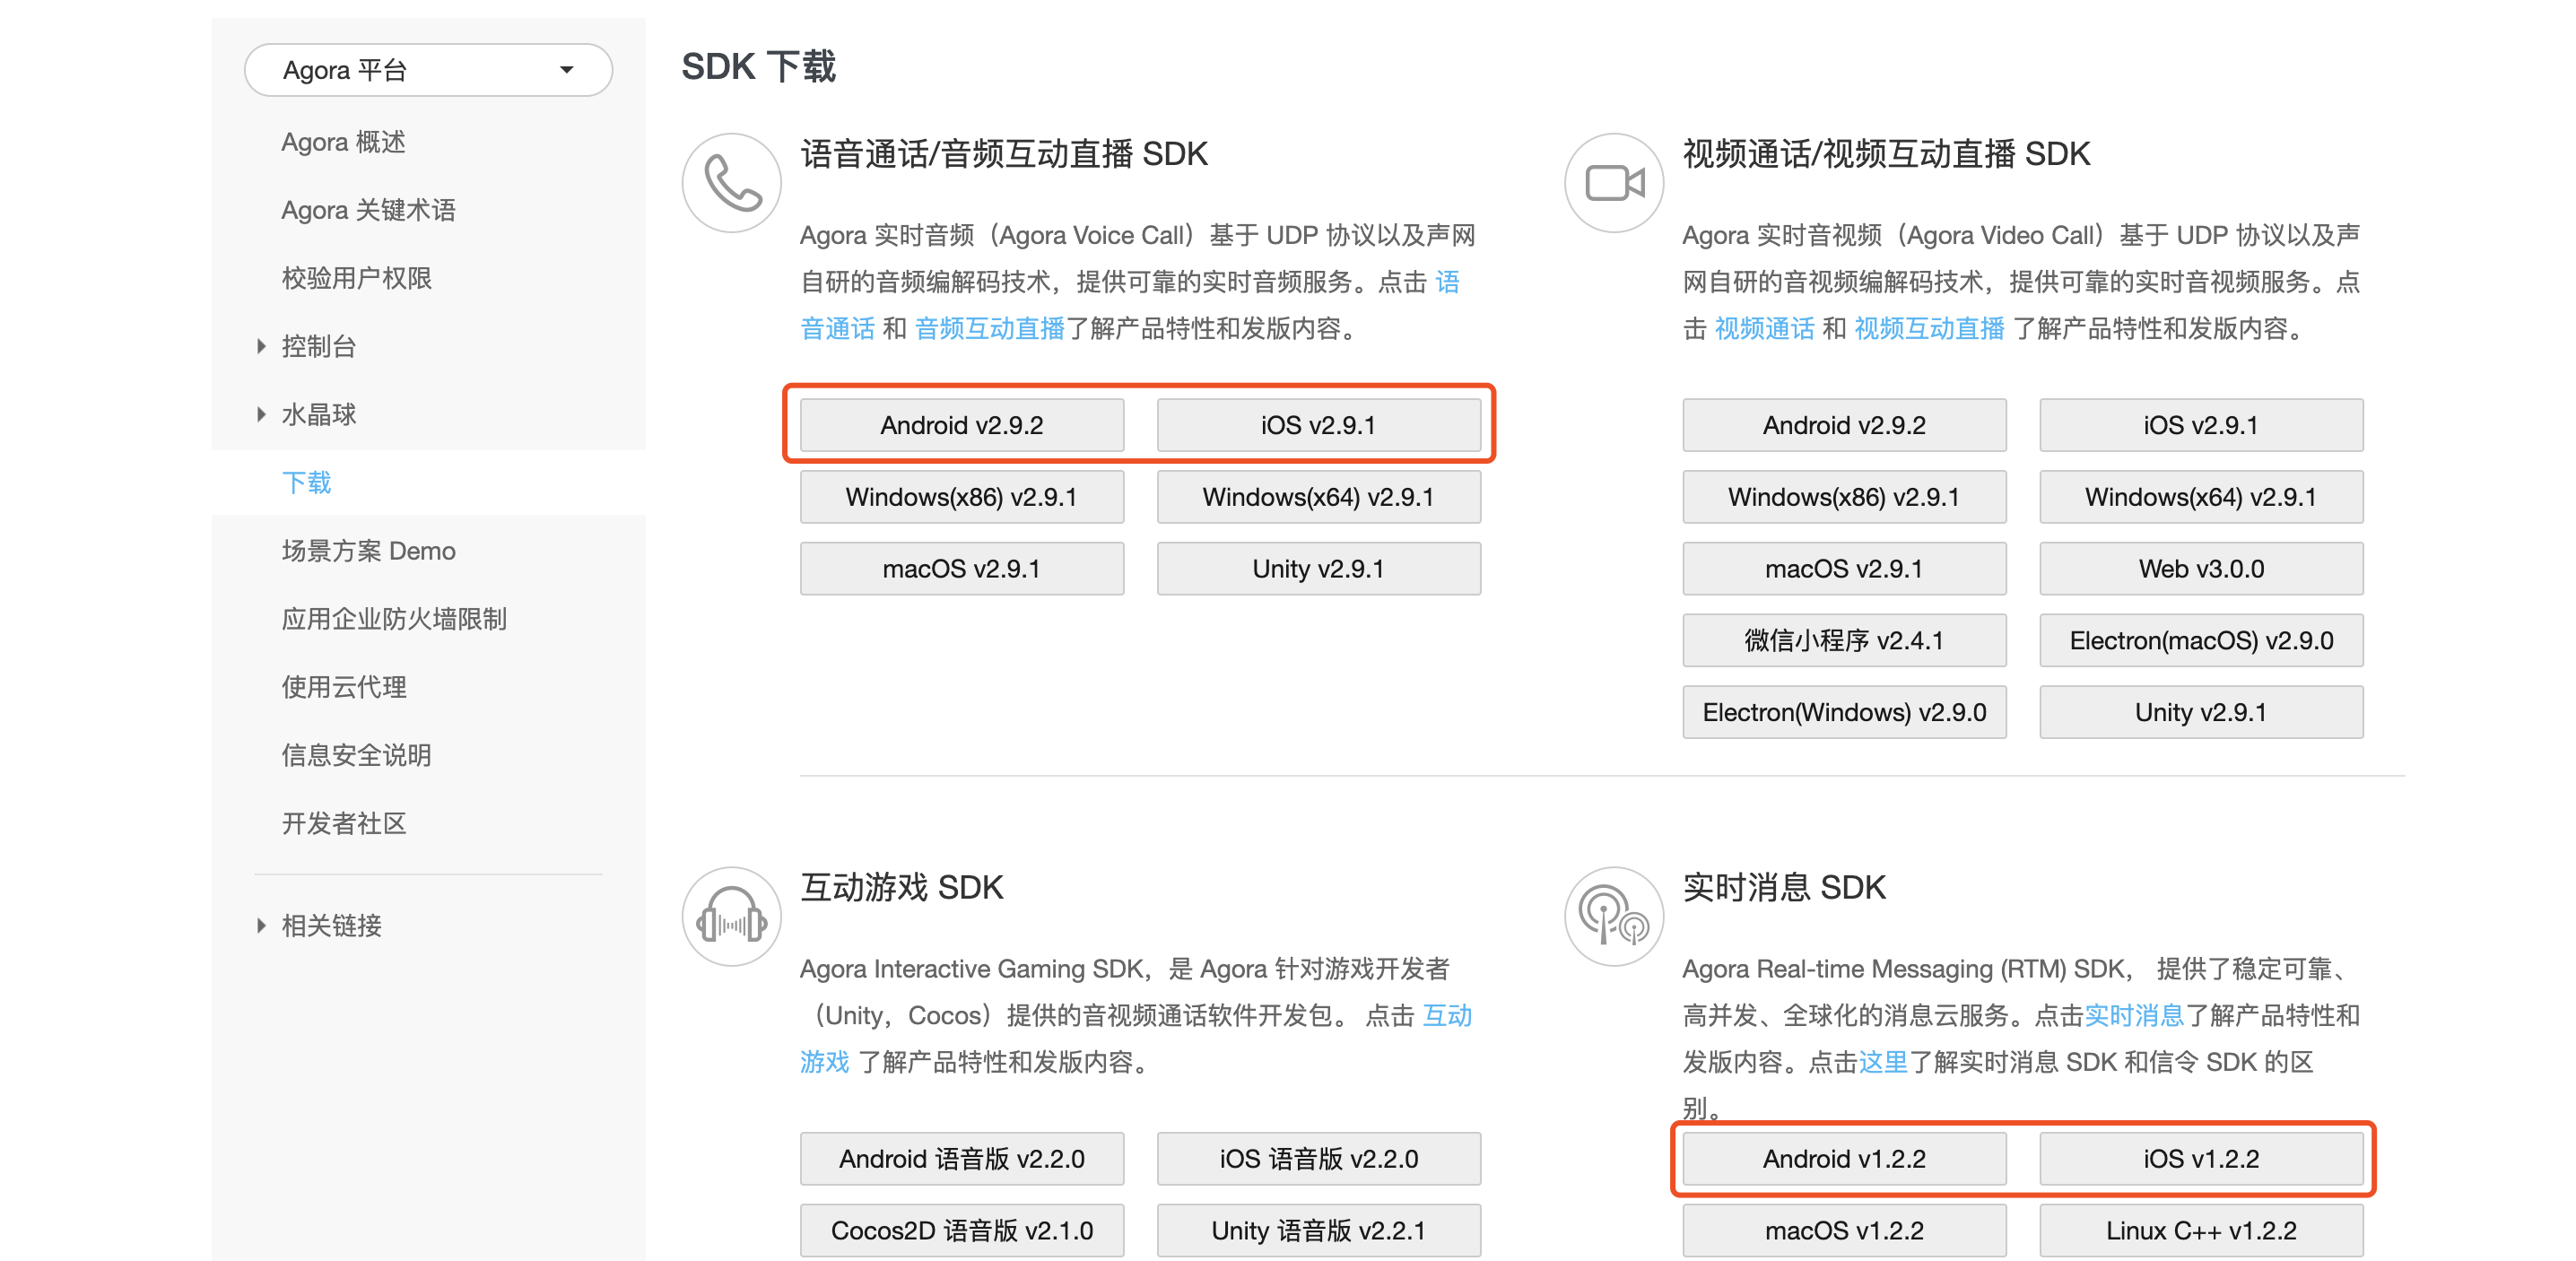 Agora 平台
Agora 概述
Agora 关键术语
校验用户权限
控制台
水晶球
下载
场景方案 Demo
应用企业防火墙限制
使用云代理
信息安全说明
开发者社区
相关链接
SDK 下载
语音通话/音频互动直播 SDK
Agora 实时音频（Agora Voice Call）基于 UDP 协议以及声网
自研的音频编解码技术，提供可靠的实时音频服务。点击 语
音通话 和 音频互动直播了解产品特性和发版内容。
Android v2.9.2
iOS v2.9.1
Windows(x86) v2.9.1
Windows(x64) v2.9.1
macOS v2.9.1
Unity v2.9.1
视频通话/视频互动直播 SDK
Agora 实时音视频（Agora Video Call）基于 UDP 协议以及声
网自研的音视频编解码技术，提供可靠的实时音视频服务。点
击 视频通话 和 视频互动直播 了解产品特性和发版内容。
Android v2.9.2
iOS v2.9.1
Windows(x86) v2.9.1
Windows(x64) v2.9.1
macOS v2.9.1
Web v3.0.0
微信小程序 v2.4.1
Electron(macOS) v2.9.0
Electron(Windows) v2.9.0
Unity v2.9.1
互动游戏 SDK
Agora Interactive Gaming SDK，是 Agora 针对游戏开发者
（Unity，Cocos）提供的音视频通话软件开发包。 点击 互动
游戏 了解产品特性和发版内容。
Android 语音版 v2.2.0
iOS 语音版 v2.2.0
Cocos2D 语音版 v2.1.0
Unity 语音版 v2.2.1
实时消息 SDK
Agora Real-time Messaging (RTM) SDK， 提供了稳定可靠、
高并发、全球化的消息云服务。点击实时消息了解产品特性和
发版内容。点击这里了解实时消息 SDK 和信令 SDK 的区
别。
Android v1.2.2
iOS v1.2.2
macOS v1.2.2
Linux C++ v1.2.2